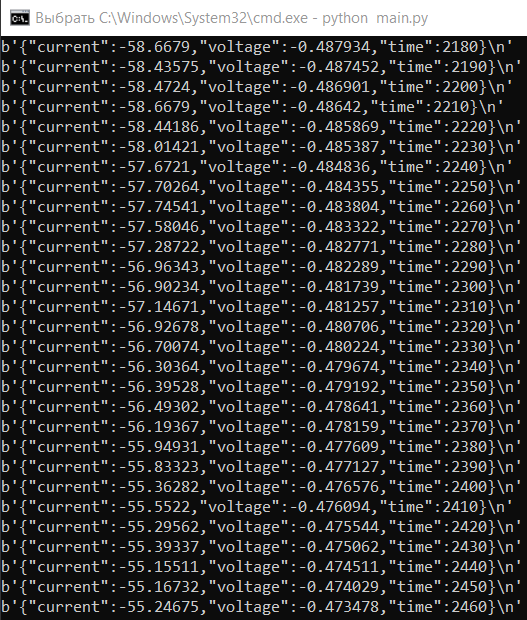 Выбрать C:\Windows\System32\cmd.exe - python  main.py
b'{"current":-58.6679,"voltage":-0.487934,"time":2180}\n'
b'{"current":-58.43575,"voltage":-0.487452,"time":2190}\n'
b'{"current":-58.4724,"voltage":-0.486901,"time":2200}\n'
b'{"current":-58.6679,"voltage":-0.48642,"time":2210}\n'
b'{"current":-58.44186,"voltage":-0.485869,"time":2220}\n'
b'{"current":-58.01421,"voltage":-0.485387,"time":2230}\n'
b'{"current":-57.6721,"voltage":-0.484836,"time":2240}\n'
b'{"current":-57.70264,"voltage":-0.484355,"time":2250}\n'
b'{"current":-57.74541,"voltage":-0.483804,"time":2260}\n'
b'{"current":-57.58046,"voltage":-0.483322,"time":2270}\n'
b'{"current":-57.28722,"voltage":-0.482771,"time":2280}\n'
b'{"current":-56.96343,"voltage":-0.482289,"time":2290}\n'
b'{"current":-56.90234,"voltage":-0.481739,"time":2300}\n'
b'{"current":-57.14671,"voltage":-0.481257,"time":2310}\n'
b'{"current":-56.92678,"voltage":-0.480706,"time":2320}\n'
b'{"current":-56.70074,"voltage":-0.480224,"time":2330}\n'
b'{"current":-56.30364,"voltage":-0.479674,"time":2340}\n'
b'{"current":-56.39528,"voltage":-0.479192,"time":2350}\n'
b'{"current":-56.49302,"voltage":-0.478641,"time":2360}\n'
b'{"current":-56.19367,"voltage":-0.478159,"time":2370}\n'
b'{"current":-55.94931,"voltage":-0.477609,"time":2380}\n'
b'{"current":-55.83323,"voltage":-0.477127,"time":2390}\n'
b'{"current":-55.36282,"voltage":-0.476576,"time":2400}\n'
b'{"current":-55.5522,"voltage":-0.476094,"time":2410}\n'
b'{"current":-55.29562,"voltage":-0.475544,"time":2420}\n'
b'{"current":-55.39337,"voltage":-0.475062,"time":2430}\n'
b'{"current":-55.15511,"voltage":-0.474511,"time":2440}\n'
b'{"current":-55.16732,"voltage":-0.474029,"time":2450}\n'
b'{"current":-55.24675,"voltage":-0.473478,"time":2460}\n'